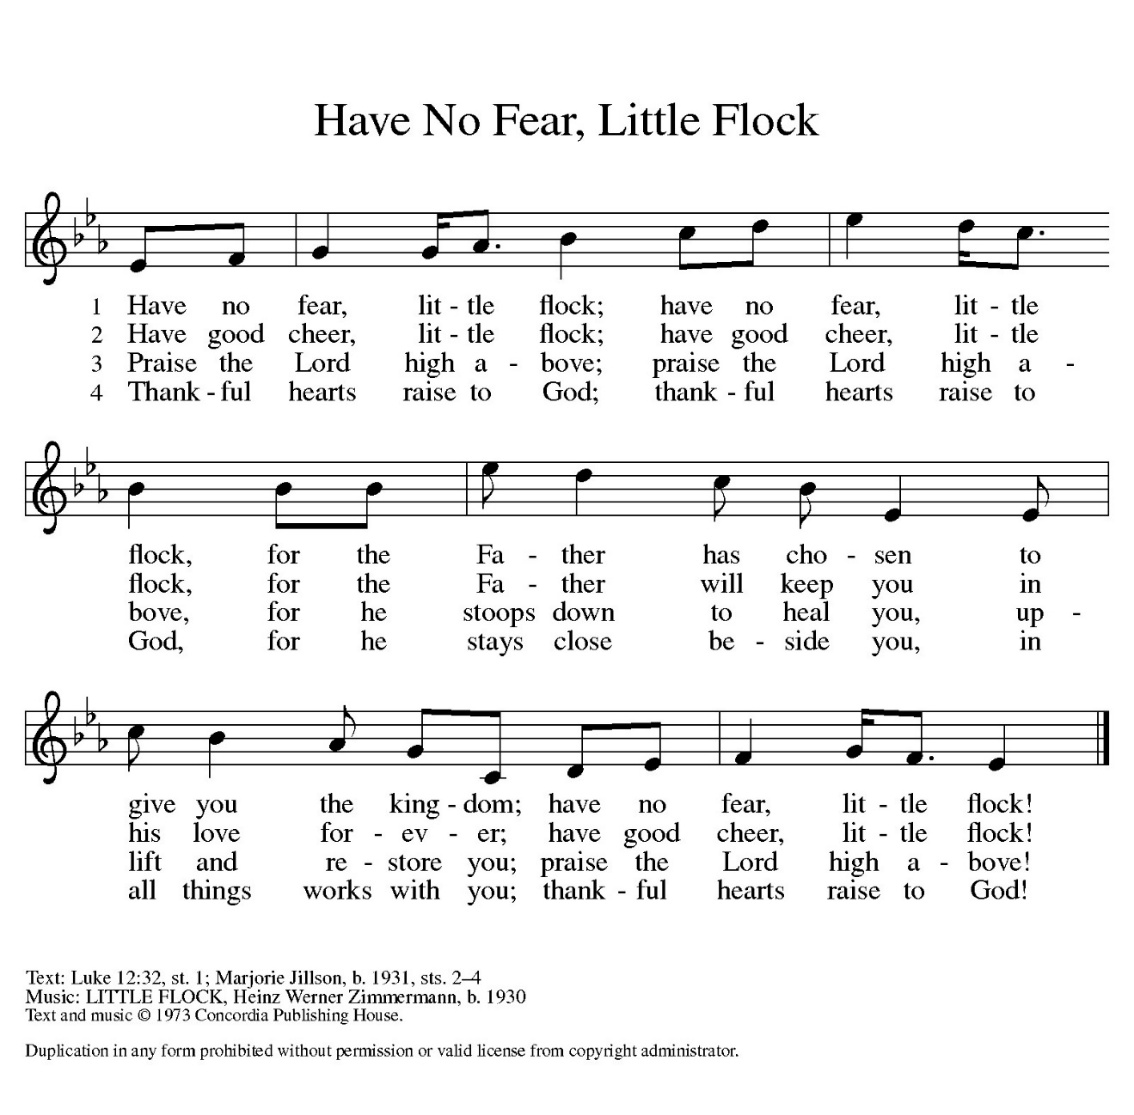 Have No Fear, Little Flock
1 Have no fear, lit - tle flock; have no fear, lit - tle
2 Have good cheer, lit - tle flock; have good cheer, lit - tle
3 Praise the Lord high a - bove; praise the Lord high a -
4 Thank - ful hearts raise to God; thank - ful hearts raise to
flock, for the Fa - ther has cho - sen to
flock, for the Fa - ther will keep you in
bove, for he stoops down to heal you, up -
God, for he stays close be - side you, in
give you the king - dom; have no fear, lit - tle flock!
his love for - ev - er; have good cheer, lit - tle flock!
lift and re - store you; praise the Lord high a - bove!
all things works with you; thank - ful hearts raise to God!
Text: Luke 12:32, st. 1; Marjorie Jillson, b. 1931, sts. 2–4
Music: LITTLE FLOCK, Heinz Werner Zimmermann, b. 1930
Text and music © 1973 Concordia Publishing House.
Duplication in any form prohibited without permission or valid license from copyright administrator.